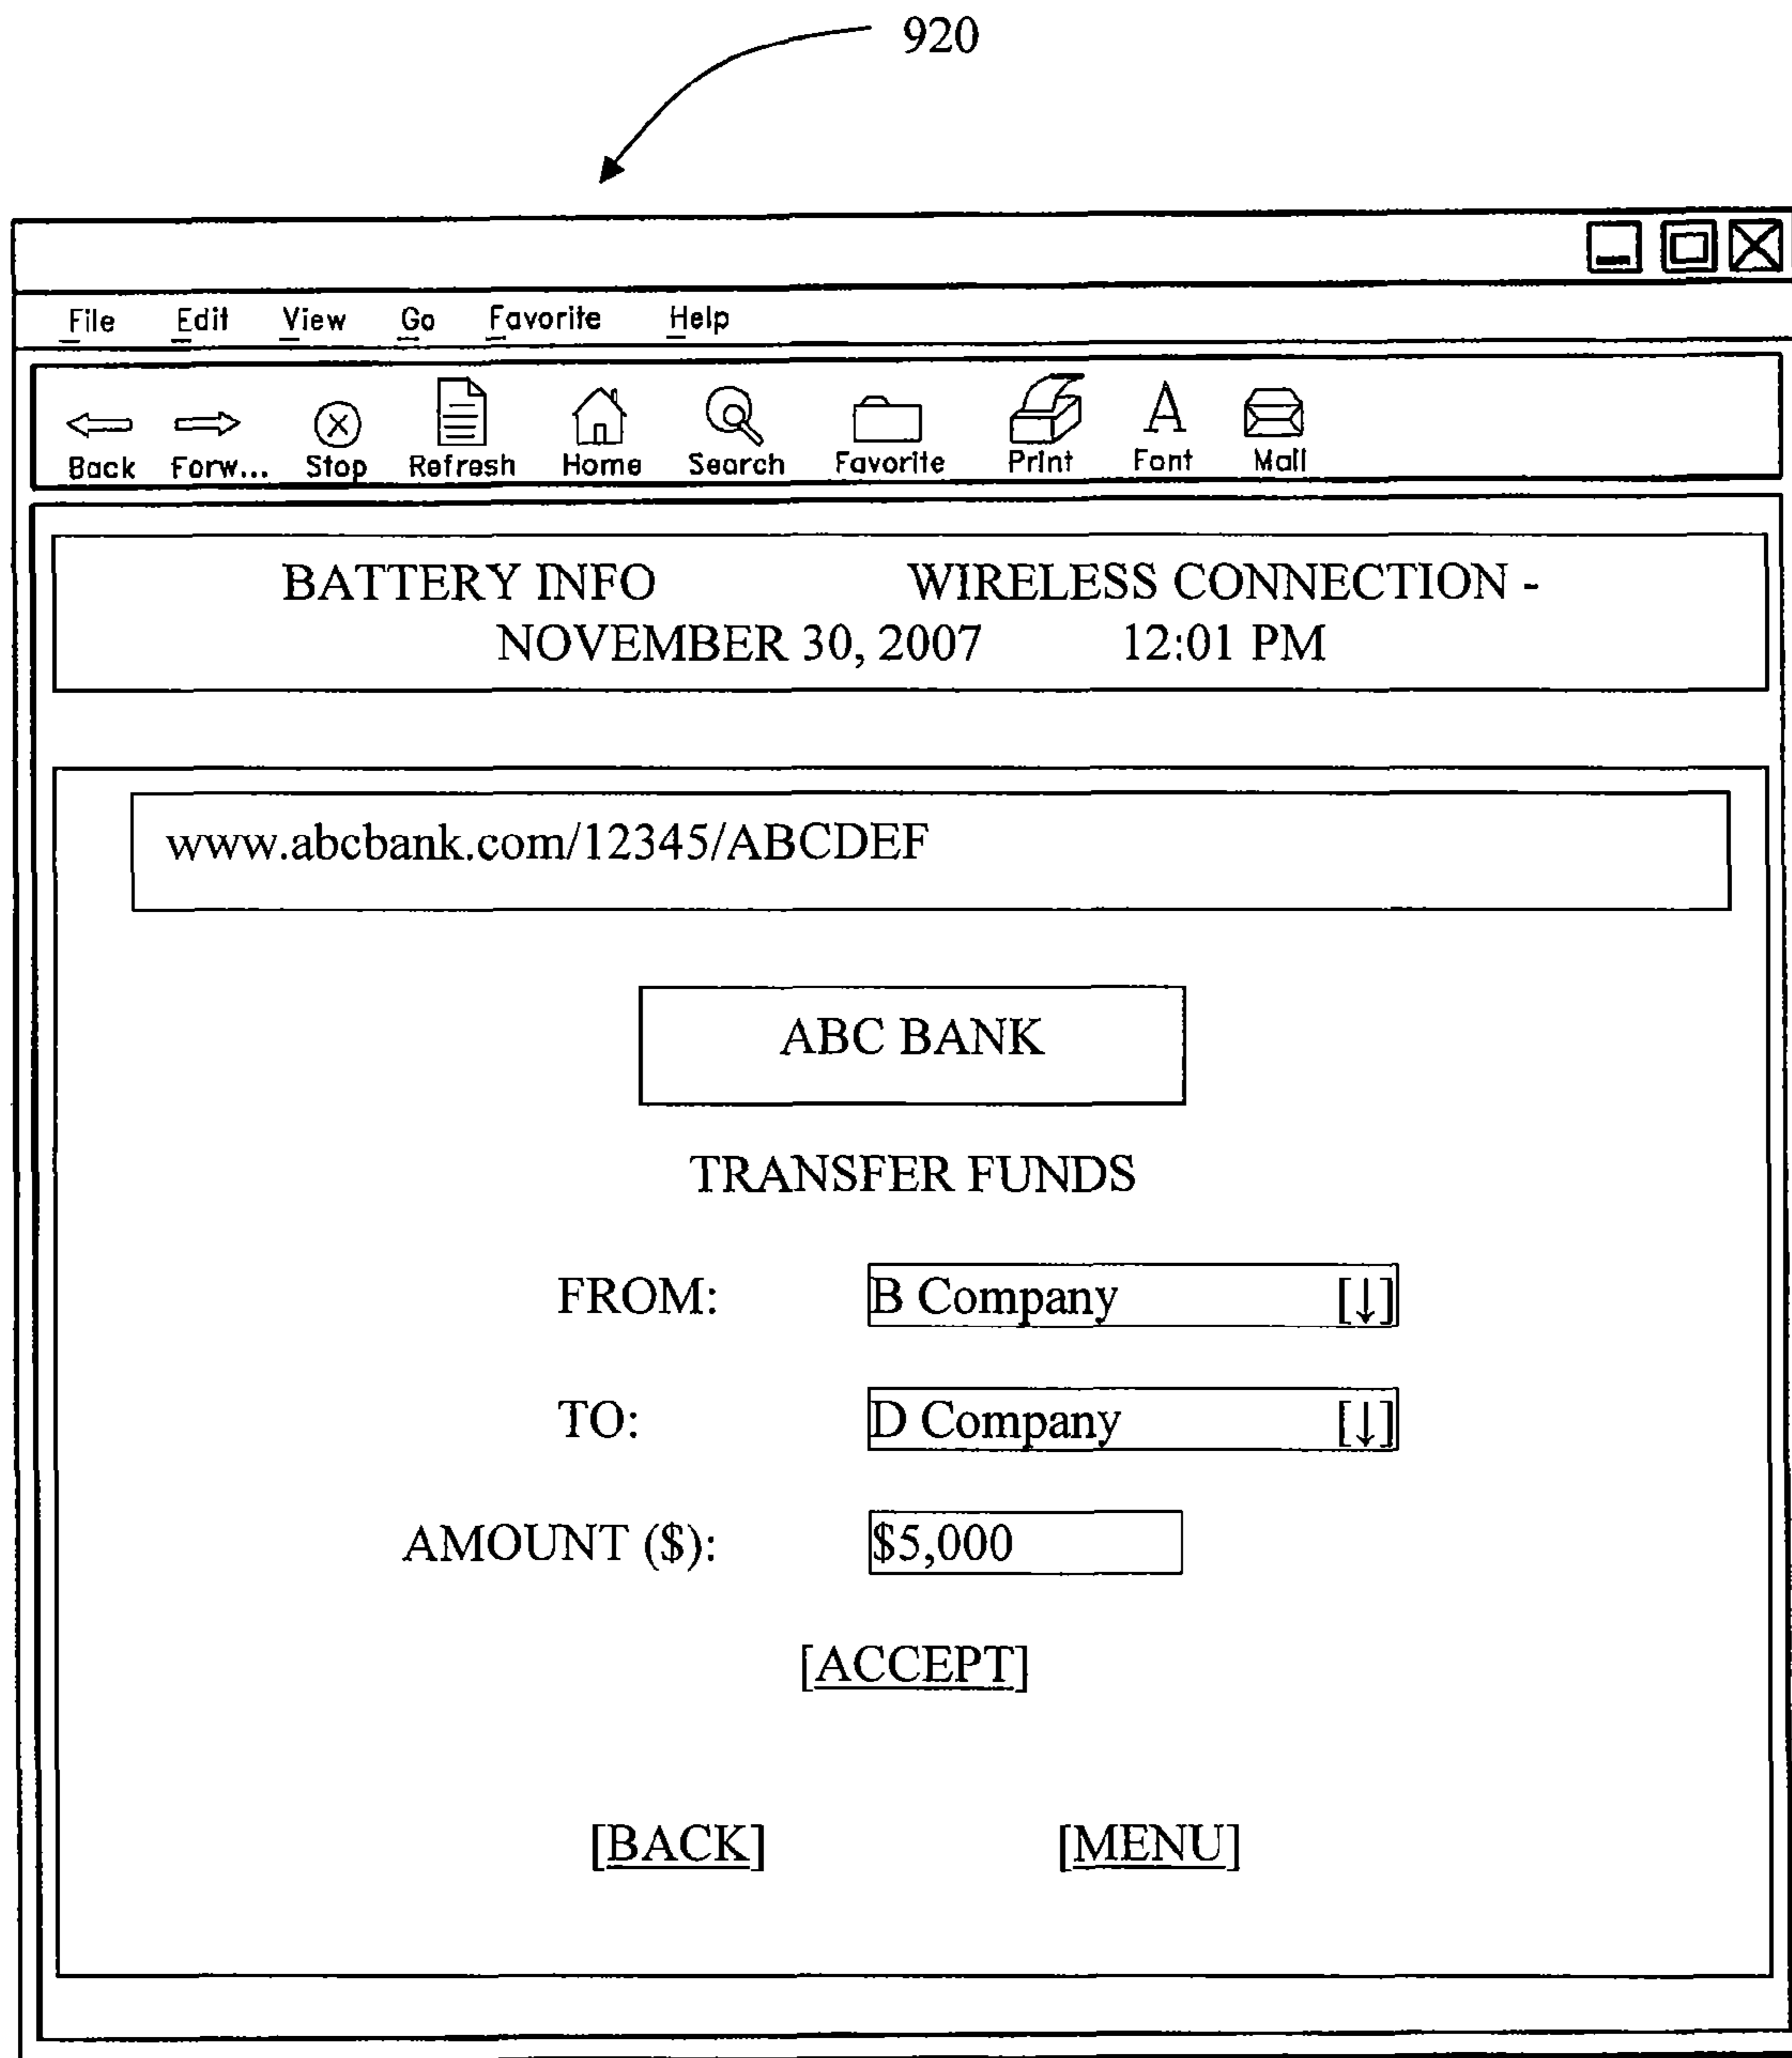 920
File Edit View Go Favorite Help
Back Forw... Stop Refresh Home Search Favorite Print Font Mail
BATTERY INFO WIRELESS CONNECTION -
NOVEMBER 30, 2007 12:01 PM
www.abcbank.com/12345/ABCDEF
ABC BANK
TRANSFER FUNDS
FROM: B Company [↓]
TO: D Company [↓]
AMOUNT ($): $5,000
[ACCEPT]
[BACK] [MENU]